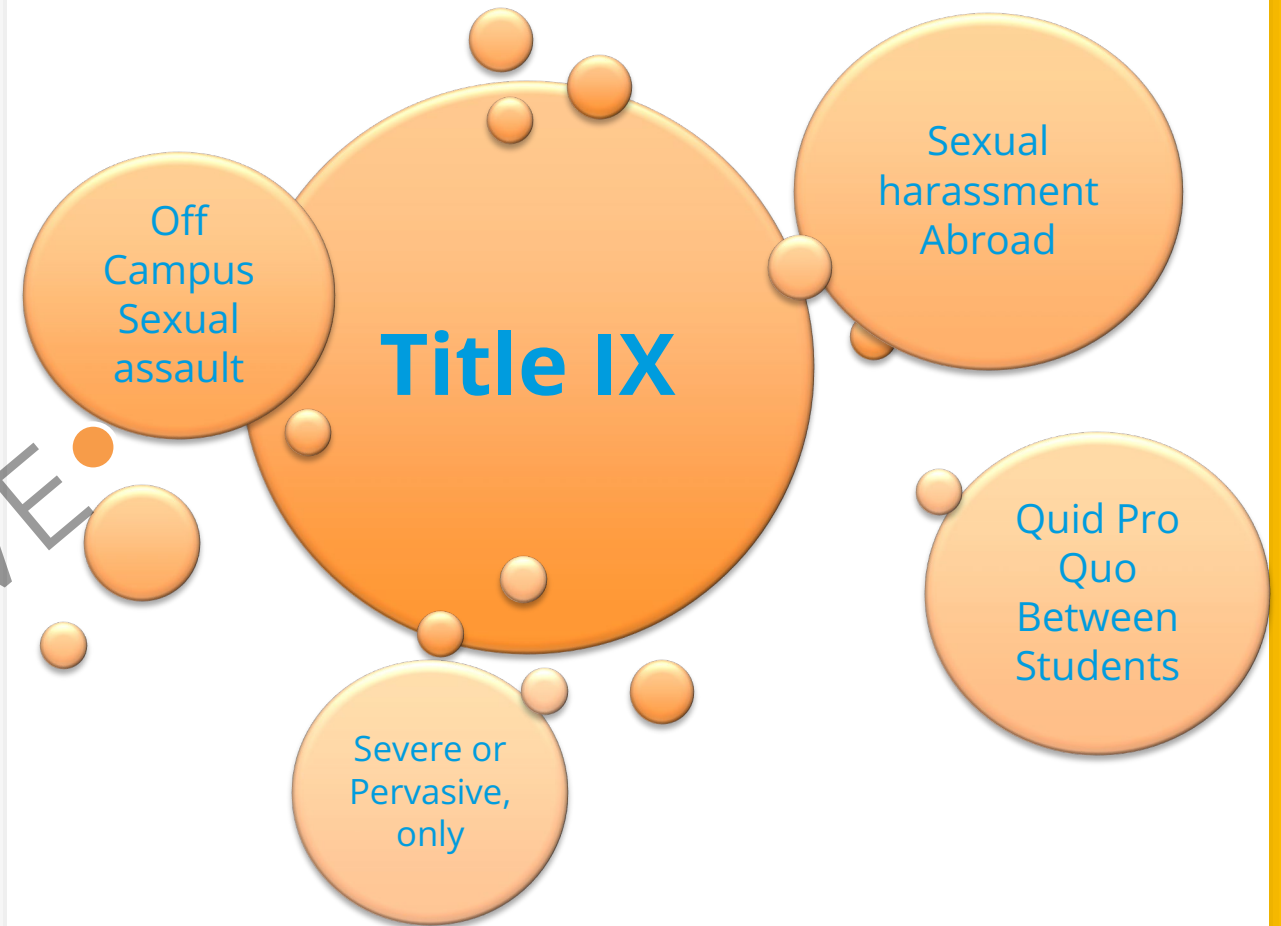 Title IX
Off
Campus
Sexual
assault
Sexual
harassment
Abroad
Quid Pro
Quo
Between
Students
Severe or
Pervasive,
only